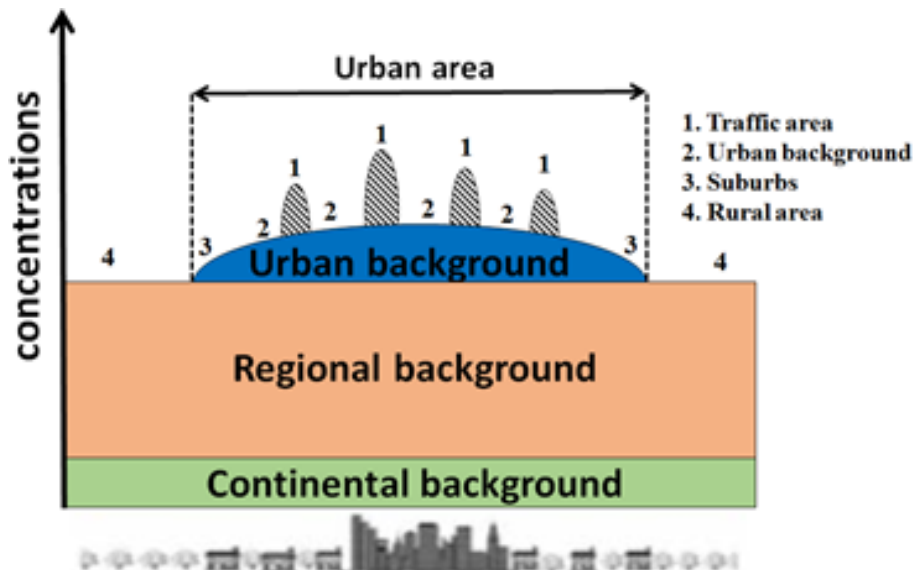 concentrations
Urban area
1. Traffic area
2. Urban background
3. Suburbs
4. Rural area
1
1
1
1
2
2
2
2
3
3
4
4
Urban background
Regional background
Continental background